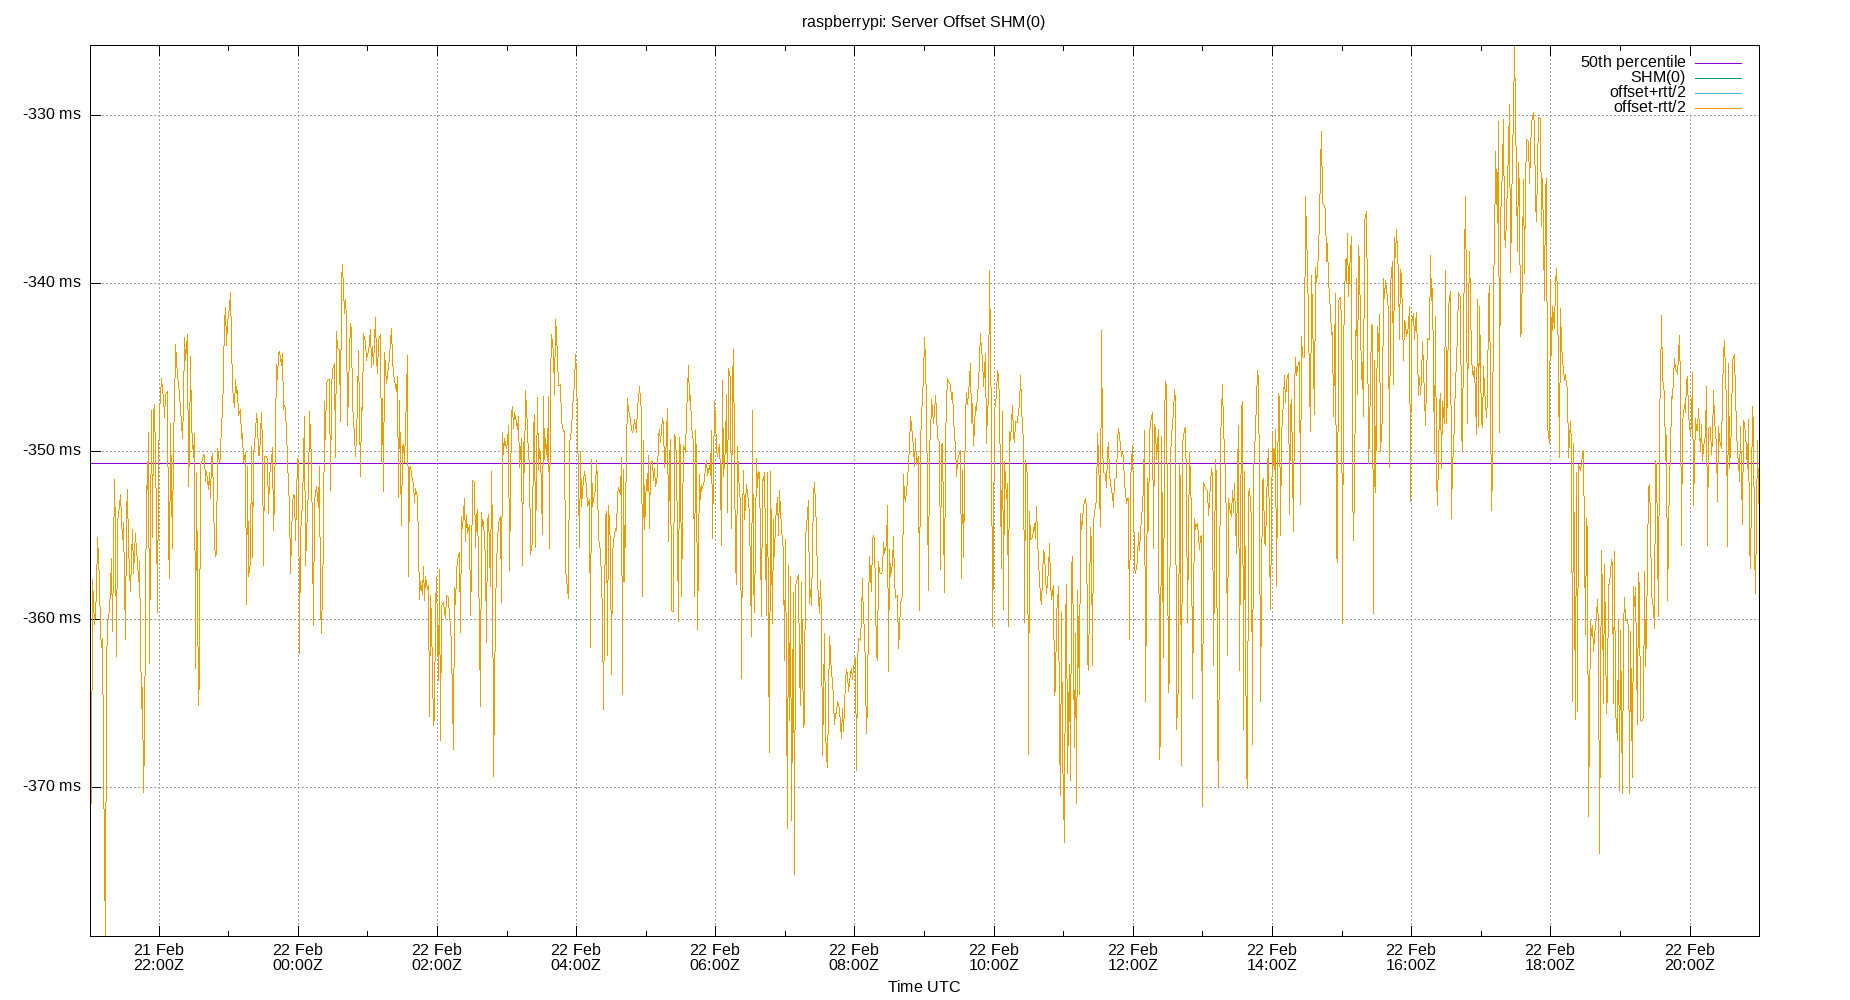 raspberrypi: Server Offset SHM(0)
50th percentile
SHM(0)
offset+rtt/2
offset-rtt/2
-330 ms
-340 ms
-350 ms
-360 ms
-370 ms
21 Feb 22 Feb 22 Feb 22 Feb 22 Feb 22 Feb 22 Feb 22 Feb 22 Feb 22 Feb 22 Feb 22 Feb
22:00Z 00:00Z 02:00Z 04:00Z 06:00Z 08:00Z 10:00Z 12:00Z 14:00Z 16:00Z 18:00Z 20:00Z
Time UTC